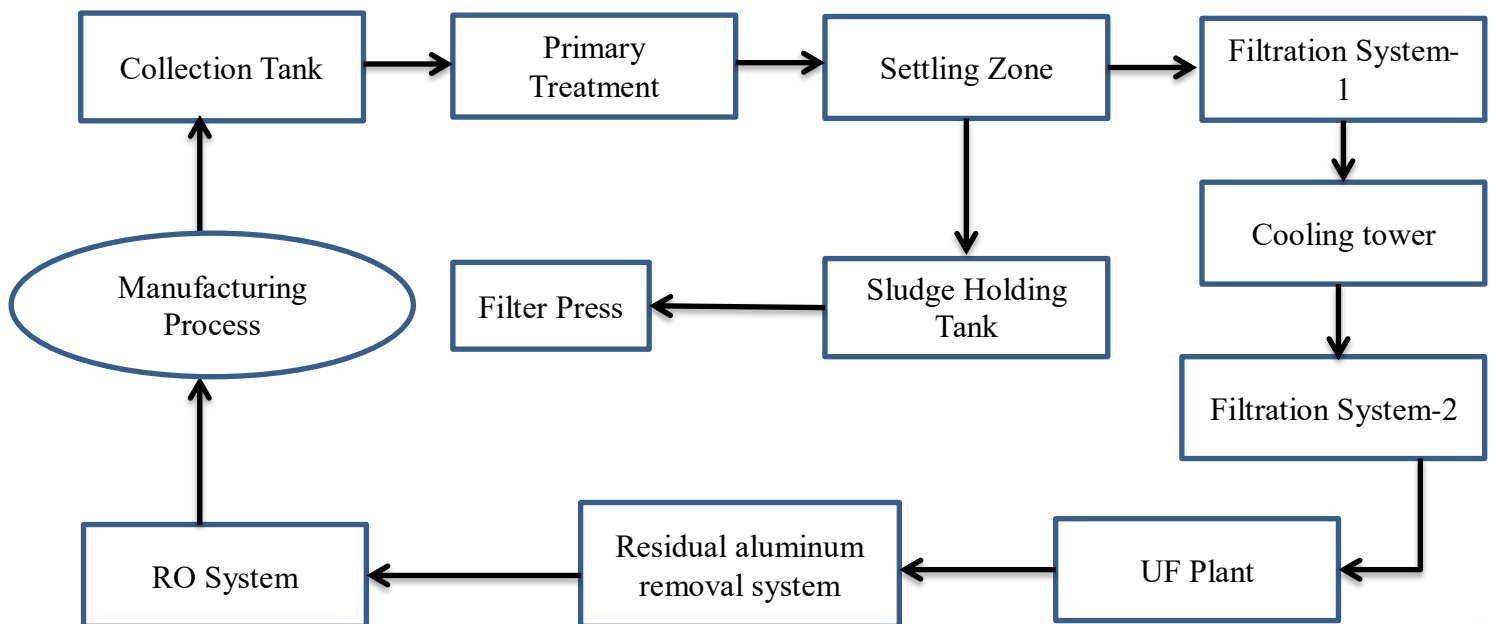 Collection Tank
Primary
Treatment
Settling Zone
Filtration System-
1
Cooling tower
Manufacturing
Process
Filter Press
Sludge Holding
Tank
Filtration System-2
RO System
Residual aluminum
removal system
UF Plant